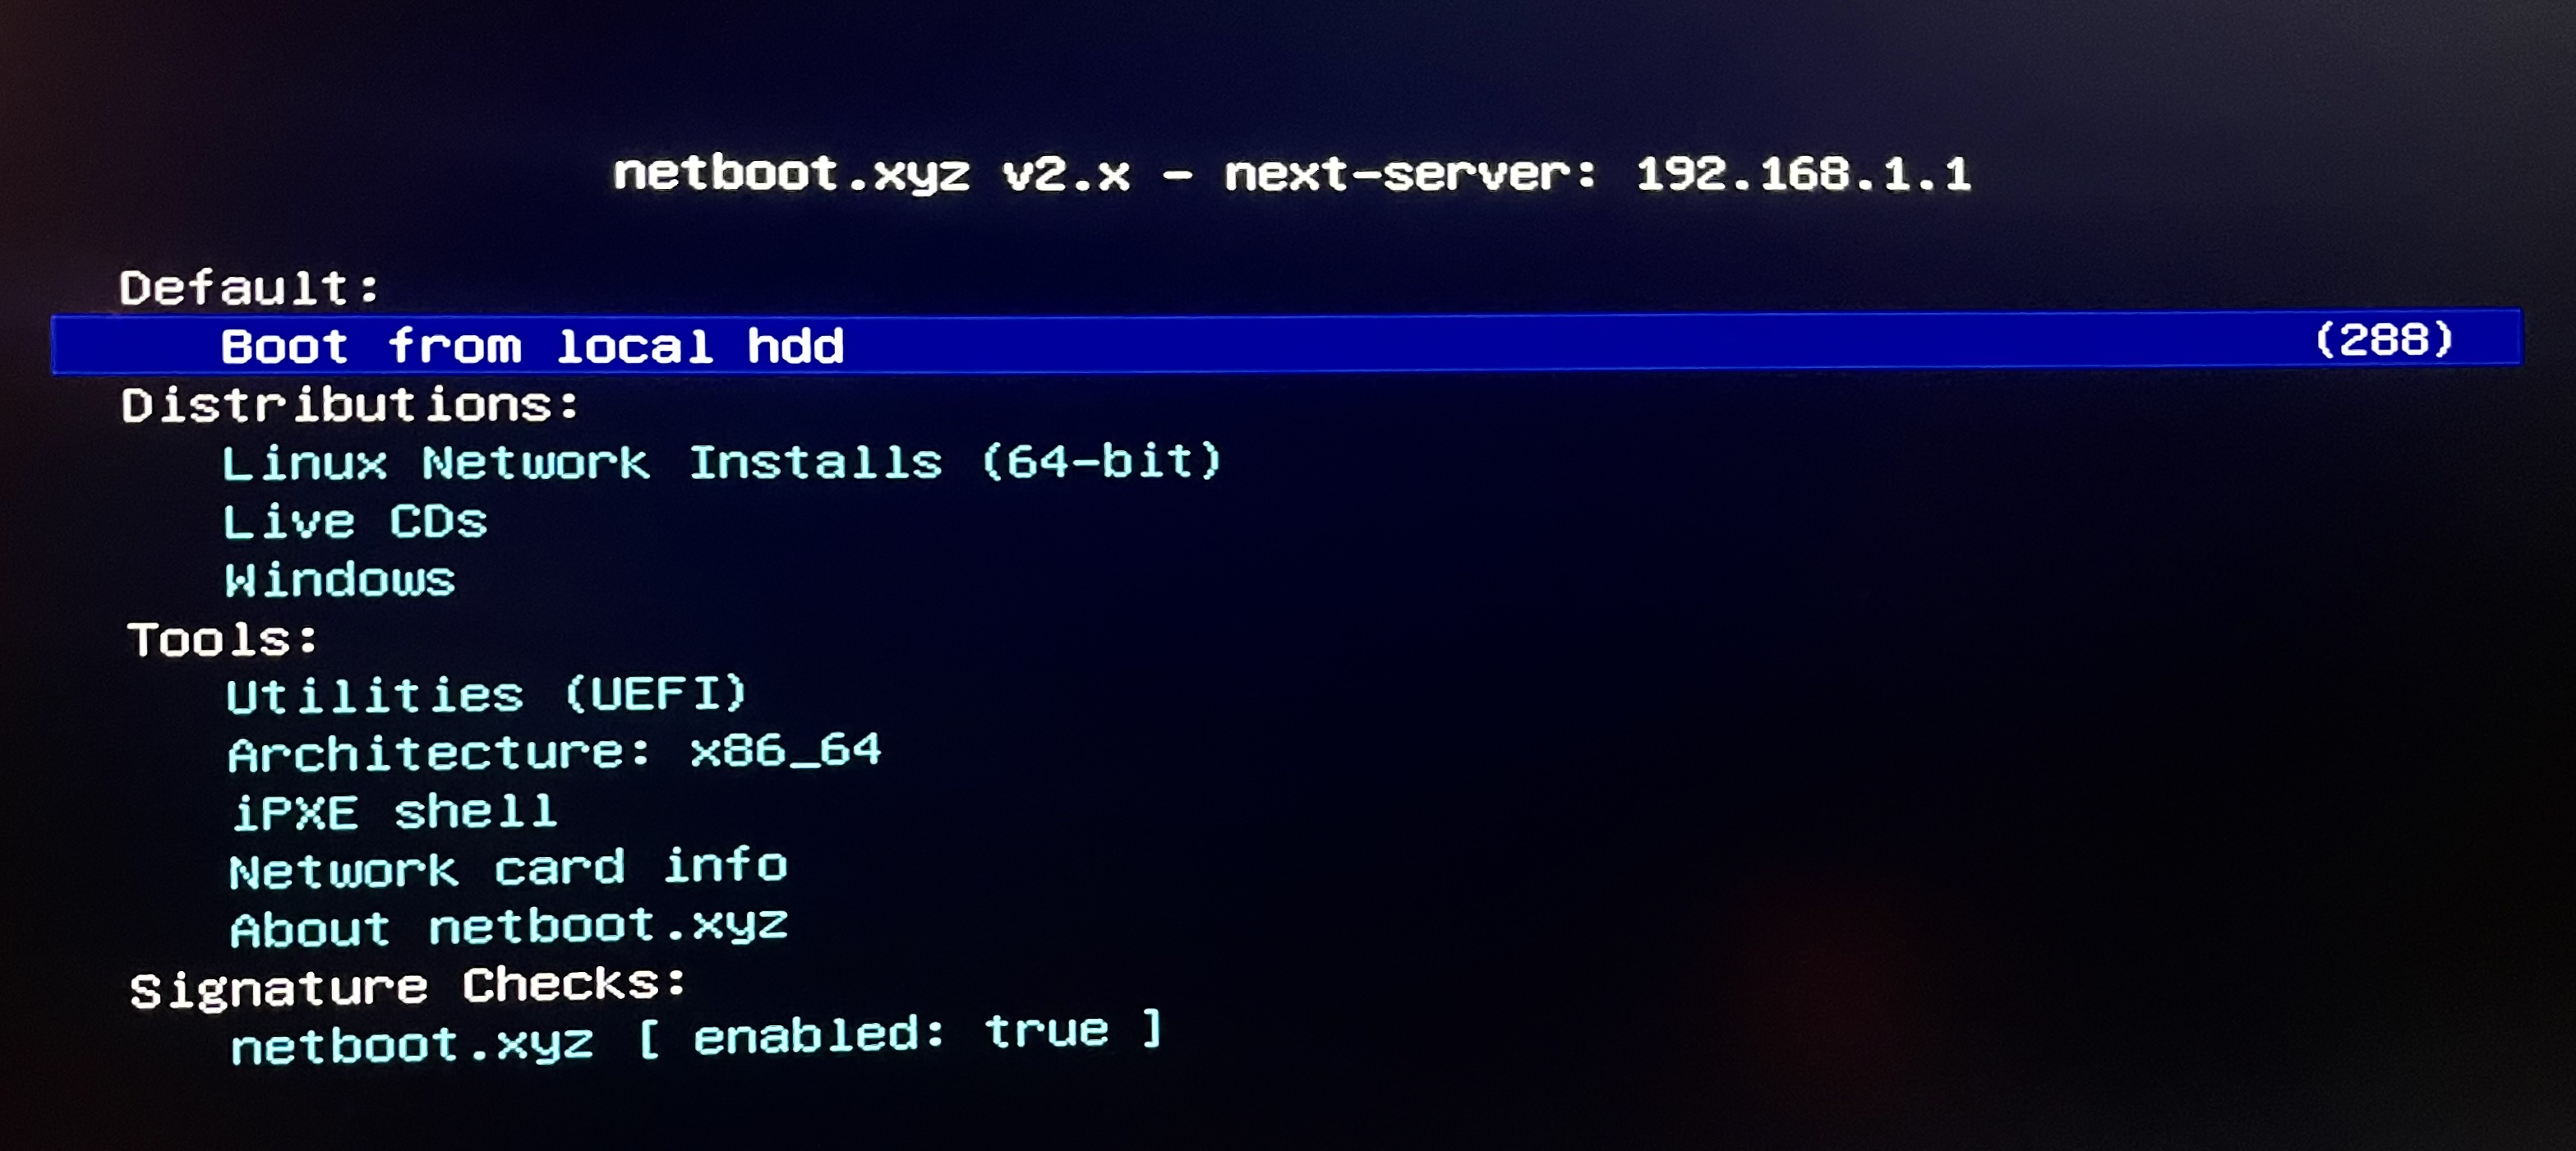 netboot.xyz v2.x - next-server: 192.168.1.1
Default:
Boot from local hdd (288)
Distributions:
Linux Network Installs (64-bit)
Live CDs
Windows
Tools:
Utilities (UEFI)
Architecture: x86_64
iPXE shell
Network card info
About netboot.xyz
Signature Checks:
netboot.xyz [ enabled: true ]